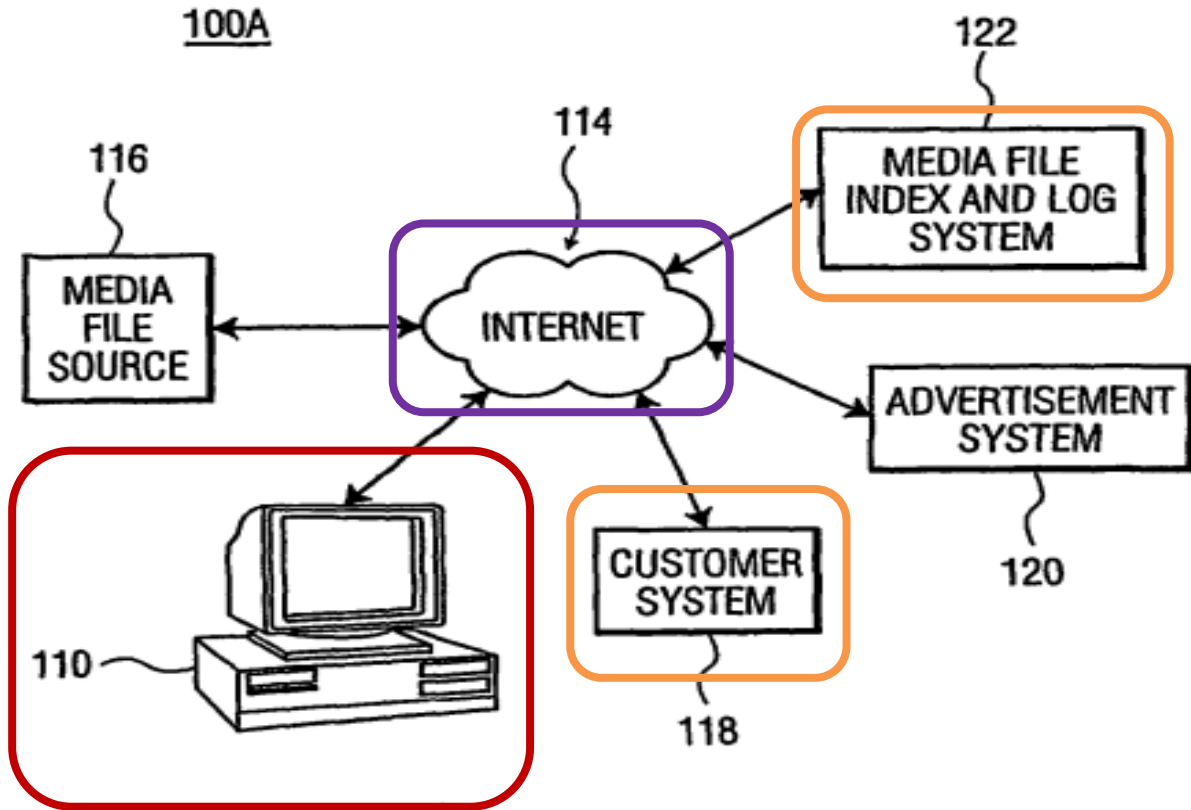 100A
122
114
116
MEDIA FILE
INDEX AND LOG
SYSTEM
MEDIA
FILE
SOURCE
INTERNET
ADVERTISEMENT
SYSTEM
CUSTOMER
SYSTEM
120
110
118